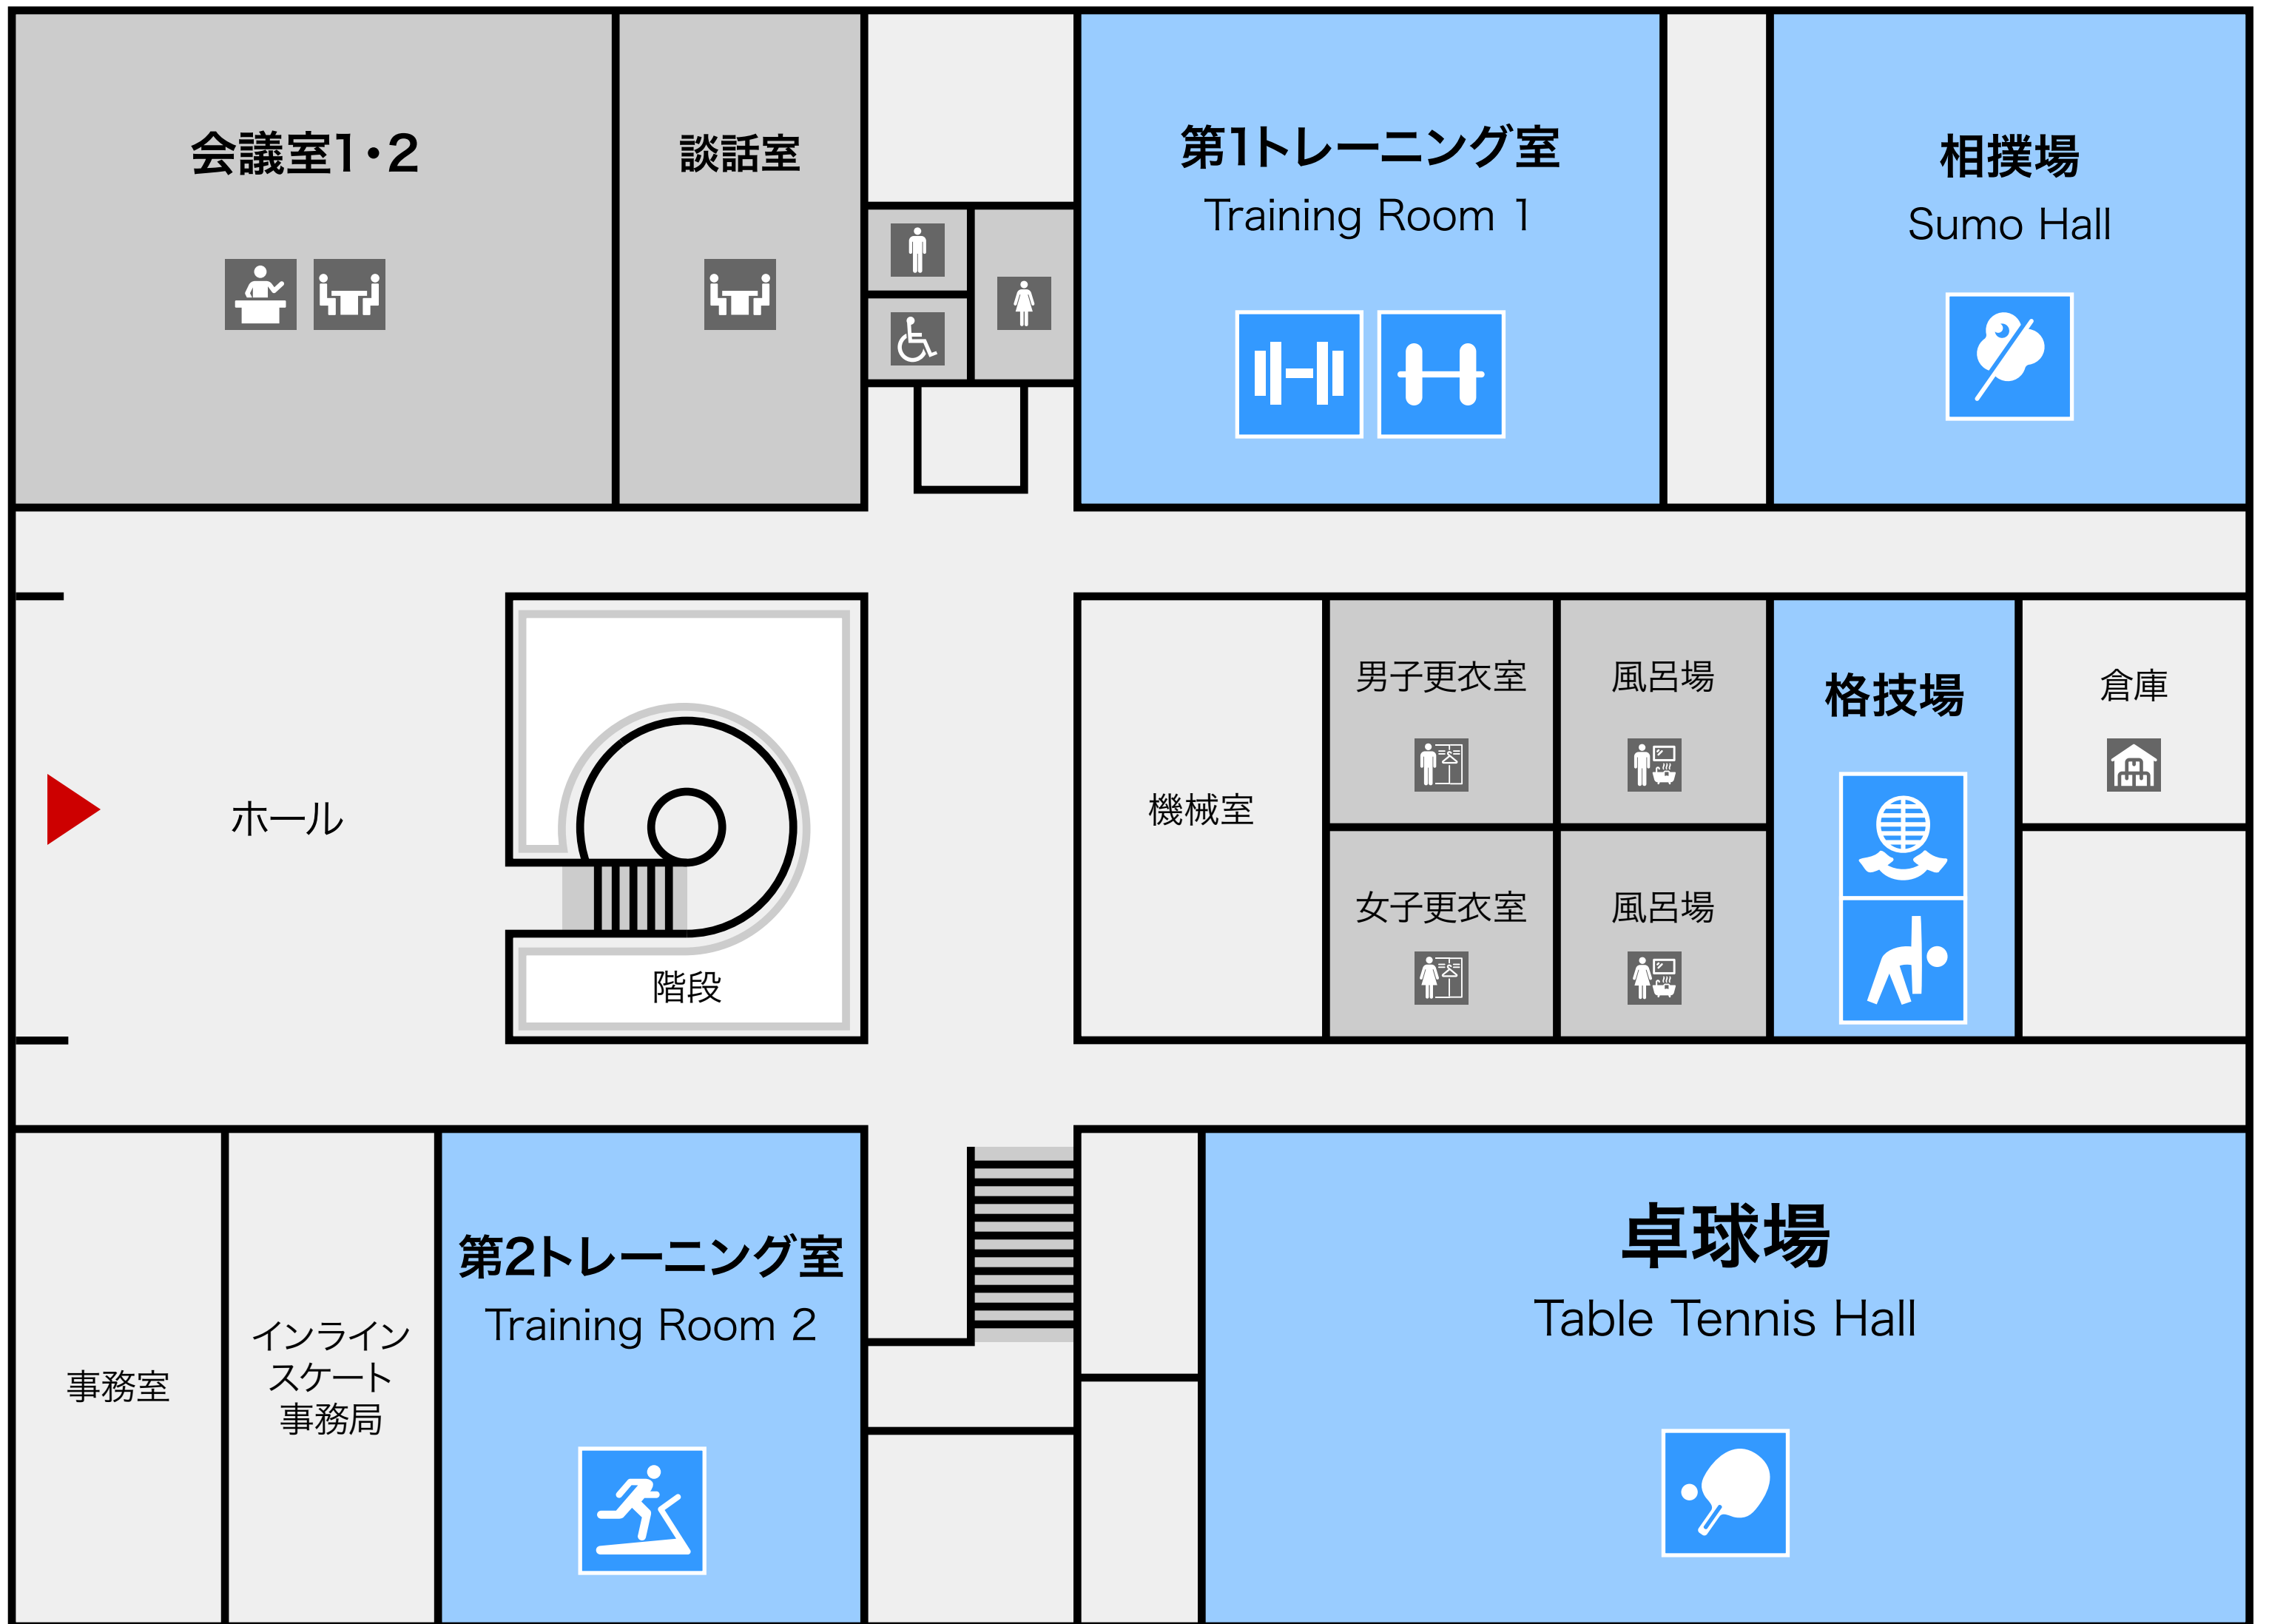 会議室1・2
談話室
第1トレーニング室
Training Room 1
相撲場
Sumo Hall
ホール
階段
機械室
男子更衣室
風呂場
女子更衣室
風呂場
格技場
倉庫
事務室
インライン
スケート
事務局
第2トレーニング室
Training Room 2
卓球場
Table Tennis Hall